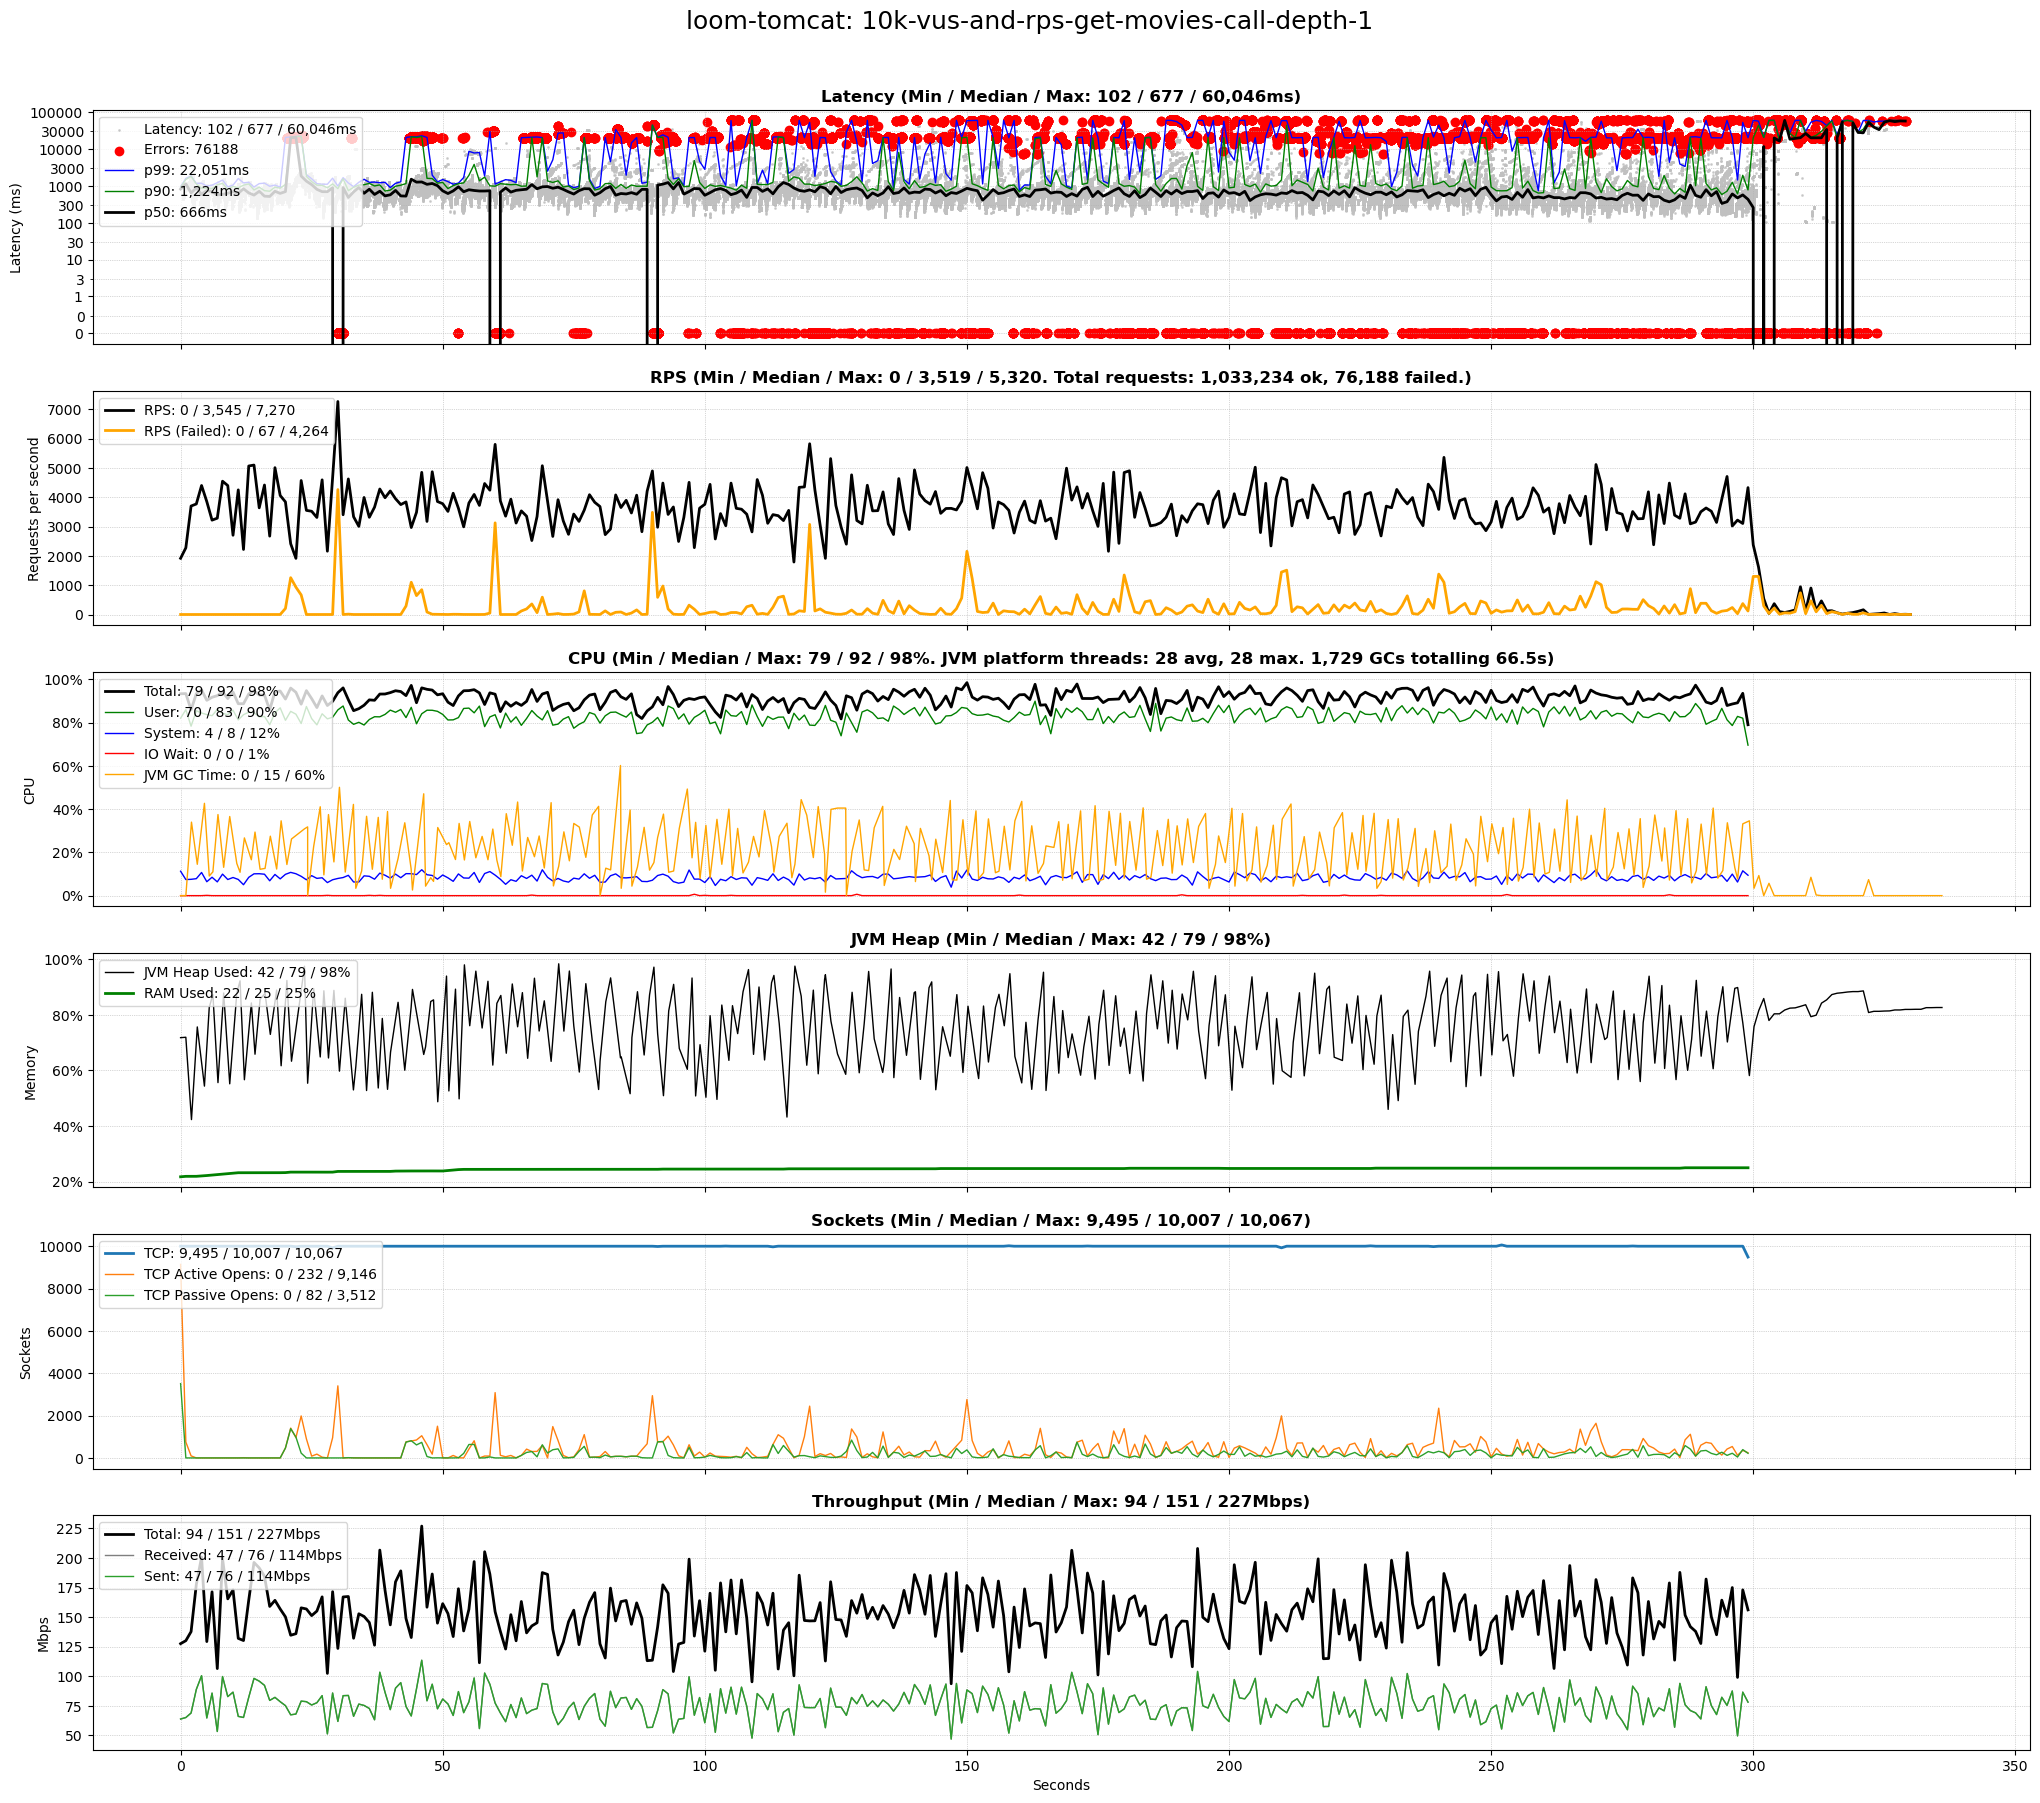 loom-tomcat: 10k-vus-and-rps-get-movies-call-depth-1
Latency (Min / Median / Max: 102 / 677 / 60,046ms)
Latency (ms)
100000
30000
10000
3000
1000
300
100
30
10
3
1
0
0
Latency: 102 / 677 / 60,046ms
Errors: 76188
p99: 22,051ms
p90: 1,224ms
p50: 666ms
RPS (Min / Median / Max: 0 / 3,519 / 5,320. Total requests: 1,033,234 ok, 76,188 failed.)
Requests per second
7000
6000
5000
4000
3000
2000
1000
0
RPS: 0 / 3,545 / 7,270
RPS (Failed): 0 / 67 / 4,264
CPU (Min / Median / Max: 79 / 92 / 98%. JVM platform threads: 28 avg, 28 max. 1,729 GCs totalling 66.5s)
CPU
100%
80%
60%
40%
20%
0%
Total: 79 / 92 / 98%
User: 70 / 83 / 90%
System: 4 / 8 / 12%
IO Wait: 0 / 0 / 1%
JVM GC Time: 0 / 15 / 60%
JVM Heap (Min / Median / Max: 42 / 79 / 98%)
Memory
100%
80%
60%
40%
20%
JVM Heap Used: 42 / 79 / 98%
RAM Used: 22 / 25 / 25%
Sockets (Min / Median / Max: 9,495 / 10,007 / 10,067)
Sockets
10000
8000
6000
4000
2000
0
TCP: 9,495 / 10,007 / 10,067
TCP Active Opens: 0 / 232 / 9,146
TCP Passive Opens: 0 / 82 / 3,512
Throughput (Min / Median / Max: 94 / 151 / 227Mbps)
Mbps
225
200
175
150
125
100
75
50
Total: 94 / 151 / 227Mbps
Received: 47 / 76 / 114Mbps
Sent: 47 / 76 / 114Mbps
0 50 100 150 200 250 300 350
Seconds